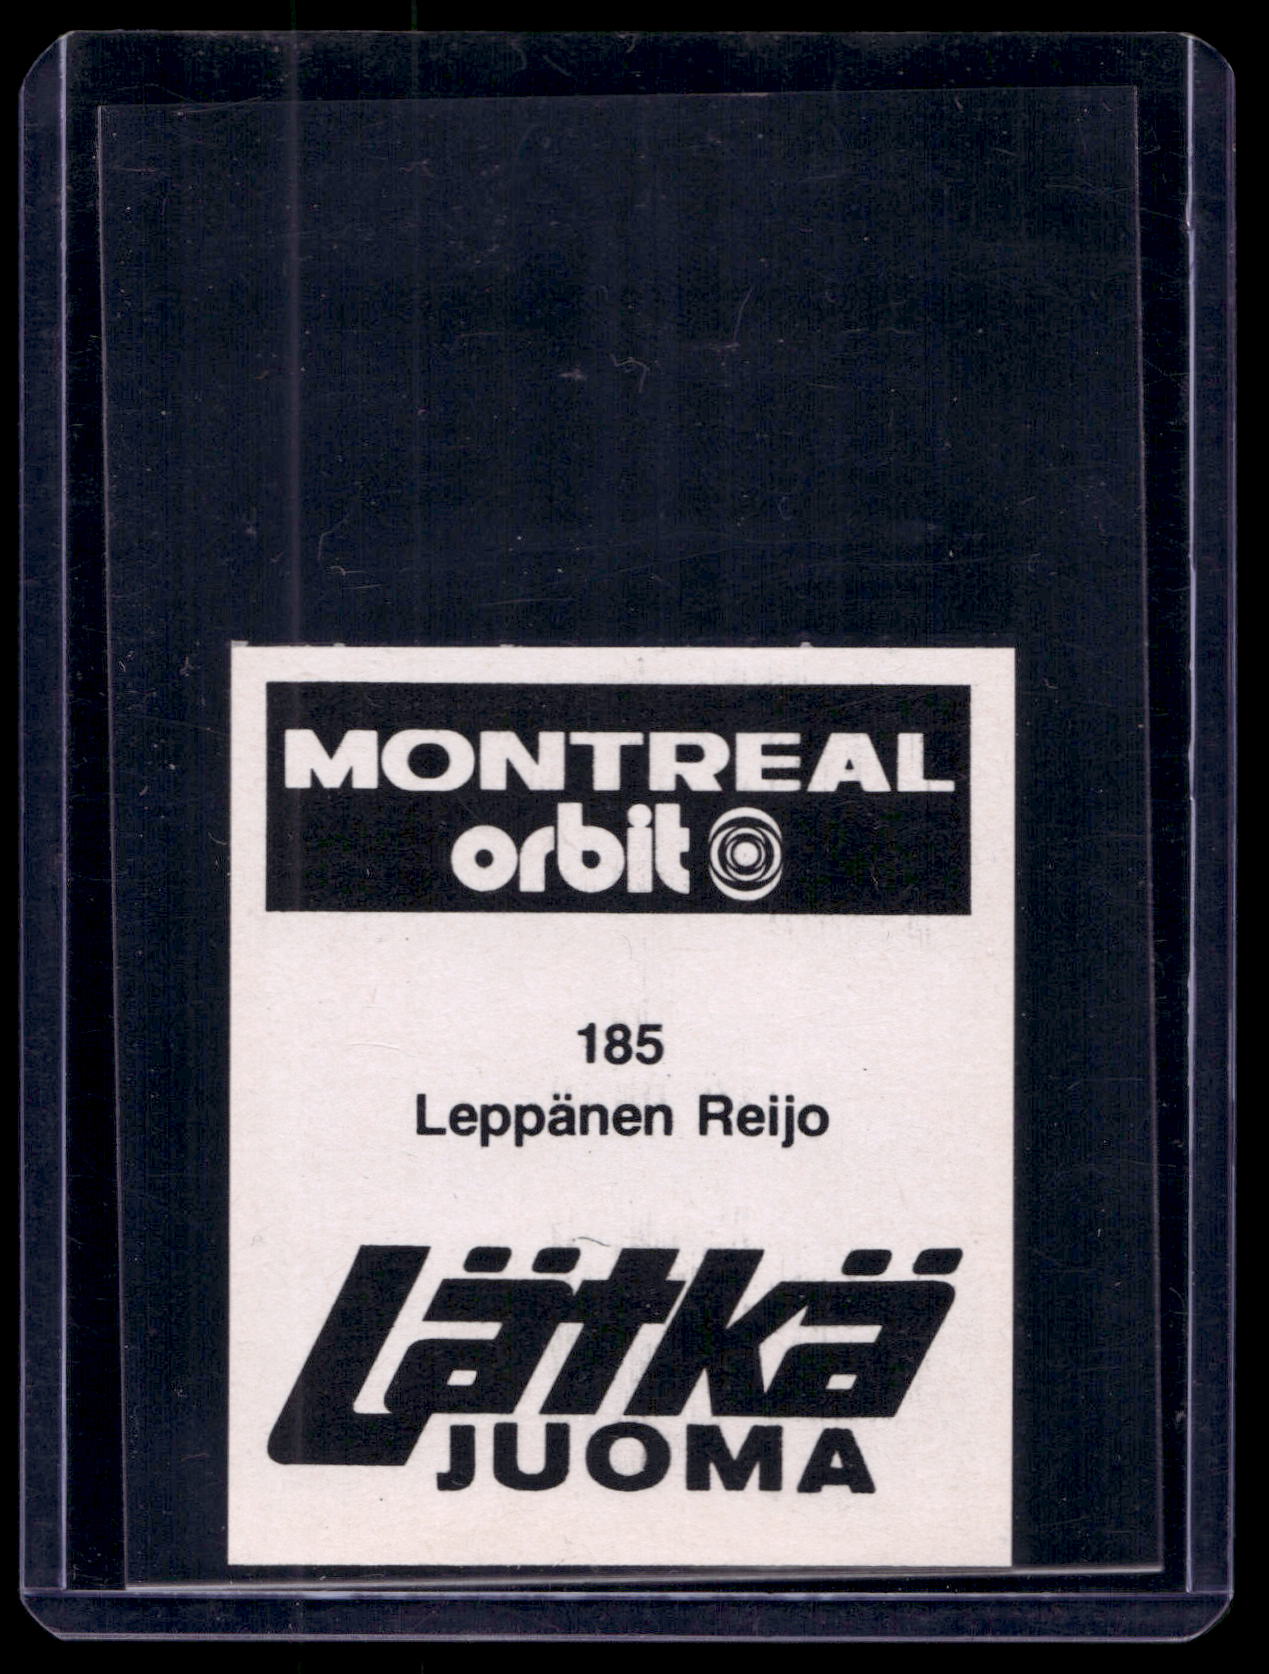 MONTREAL
orbit
185
Leppänen Reijo
Lätkä
JUOMA